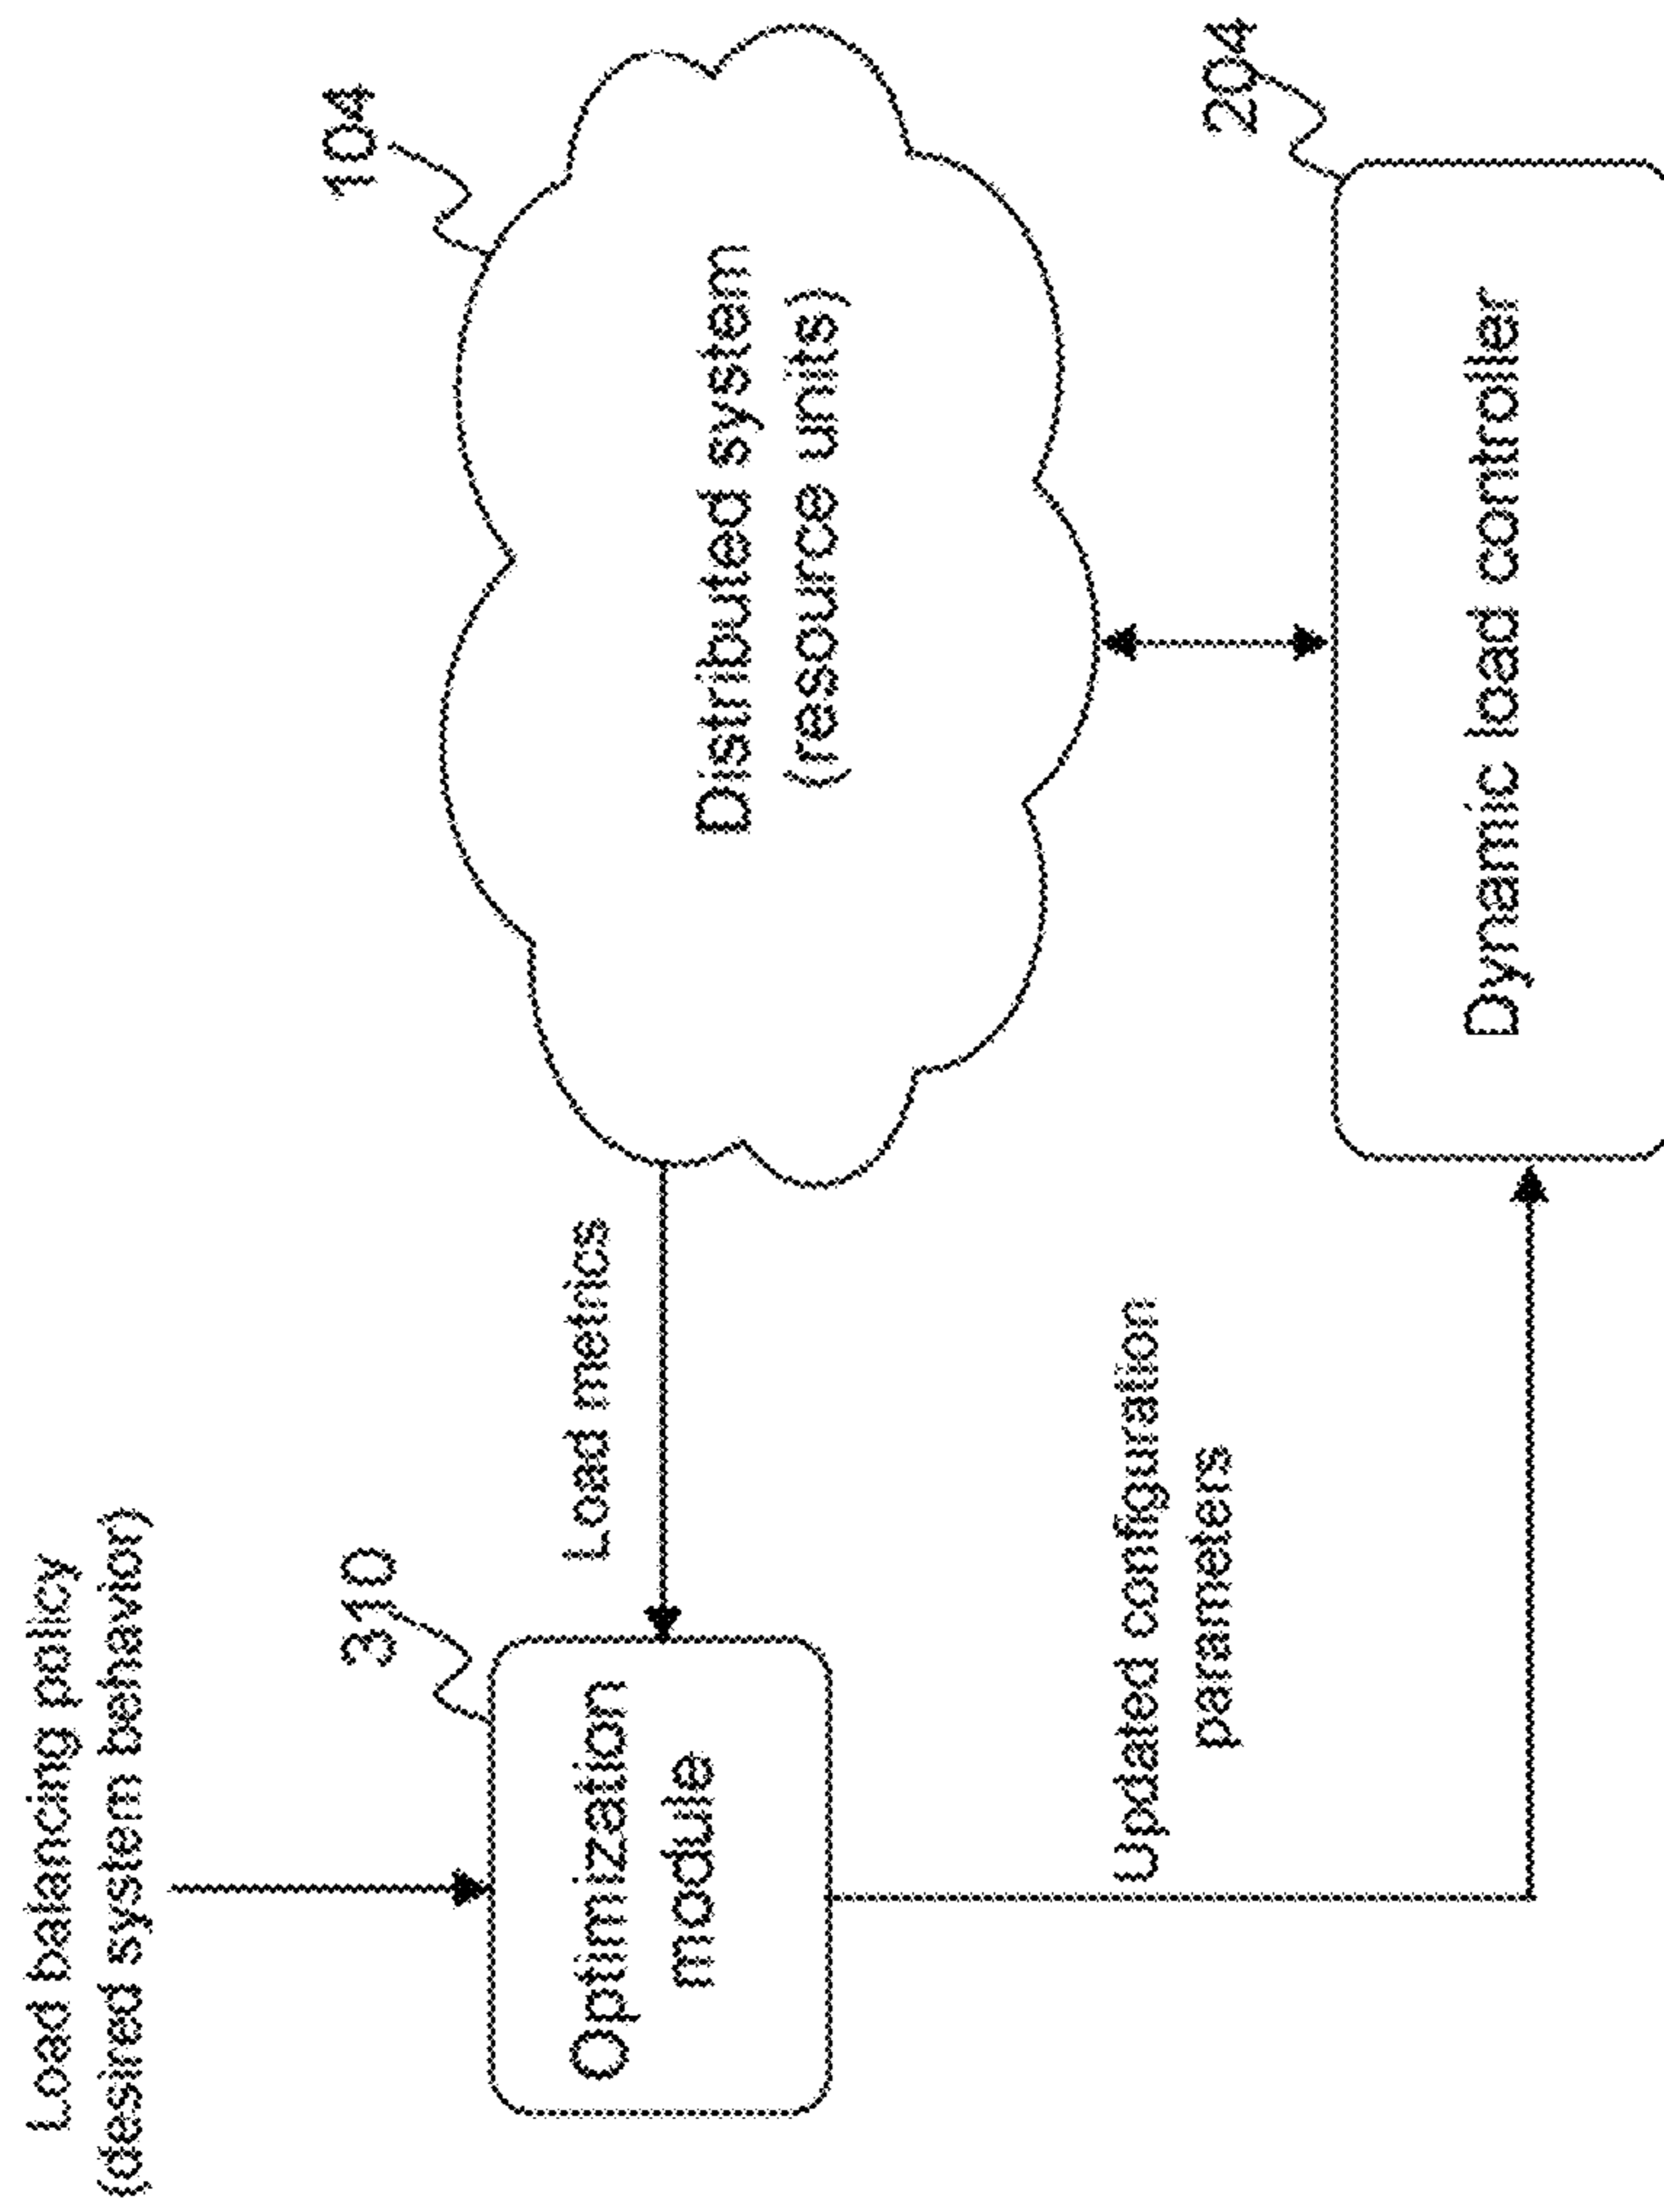 Load balancing policy
(desired system behavior)
310
Optimization
module
Load metrics
104
Distributed system
(resource units)
Updated configuration
parameters
204
Dynamic load controller